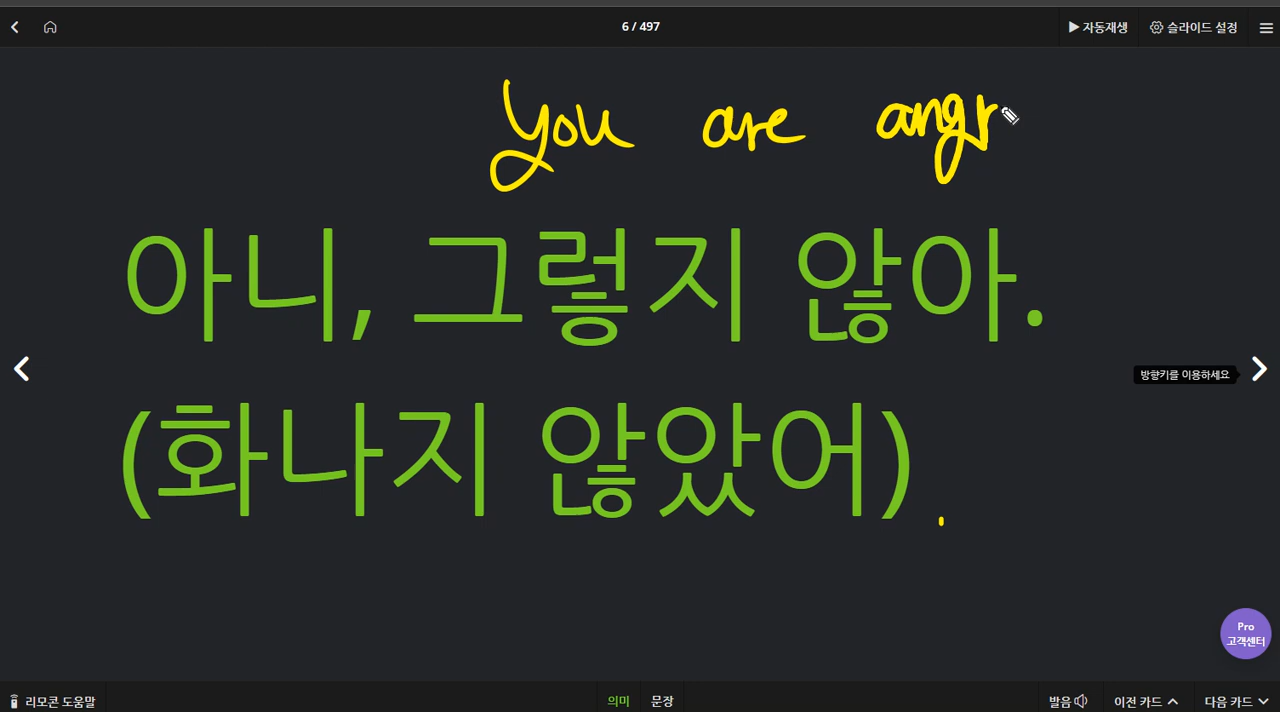 6 / 497
자동재생
슬라이드 설정
you are angr
아니, 그렇지 않아.
(화나지 않았어)
방향키를 이용하세요
Pro
고객센터
리모콘 도움말
의미
문장
발음
이전 카드
다음 카드